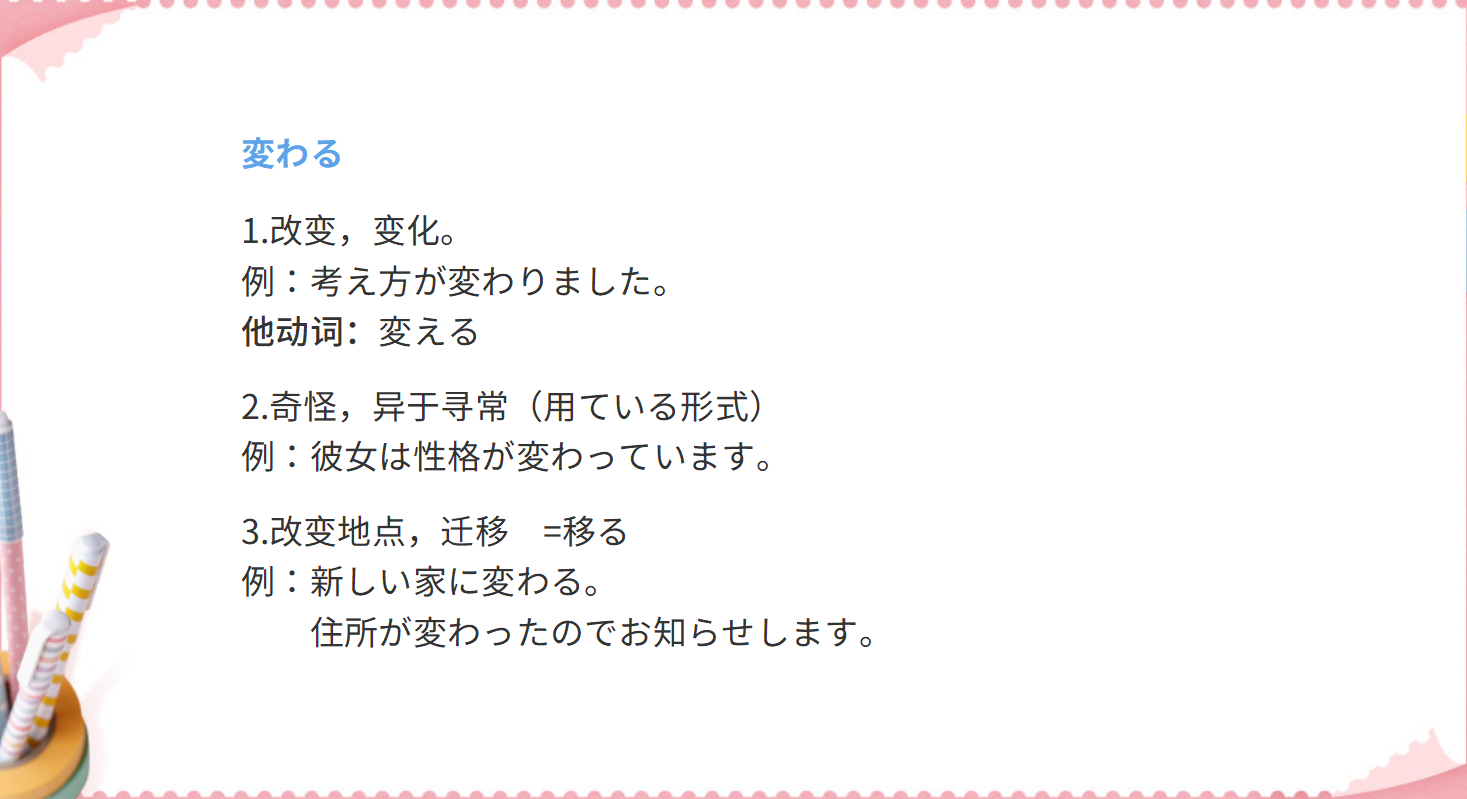 変わる
1.改变，变化。
例：考え方が変わりました。
他动词：変える
2.奇怪，异于寻常（用ている形式）
例：彼女は性格が変わっています。
3.改变地点，迁移　=移る
例：新しい家に変わる。
住所が変わったのでお知らせします。